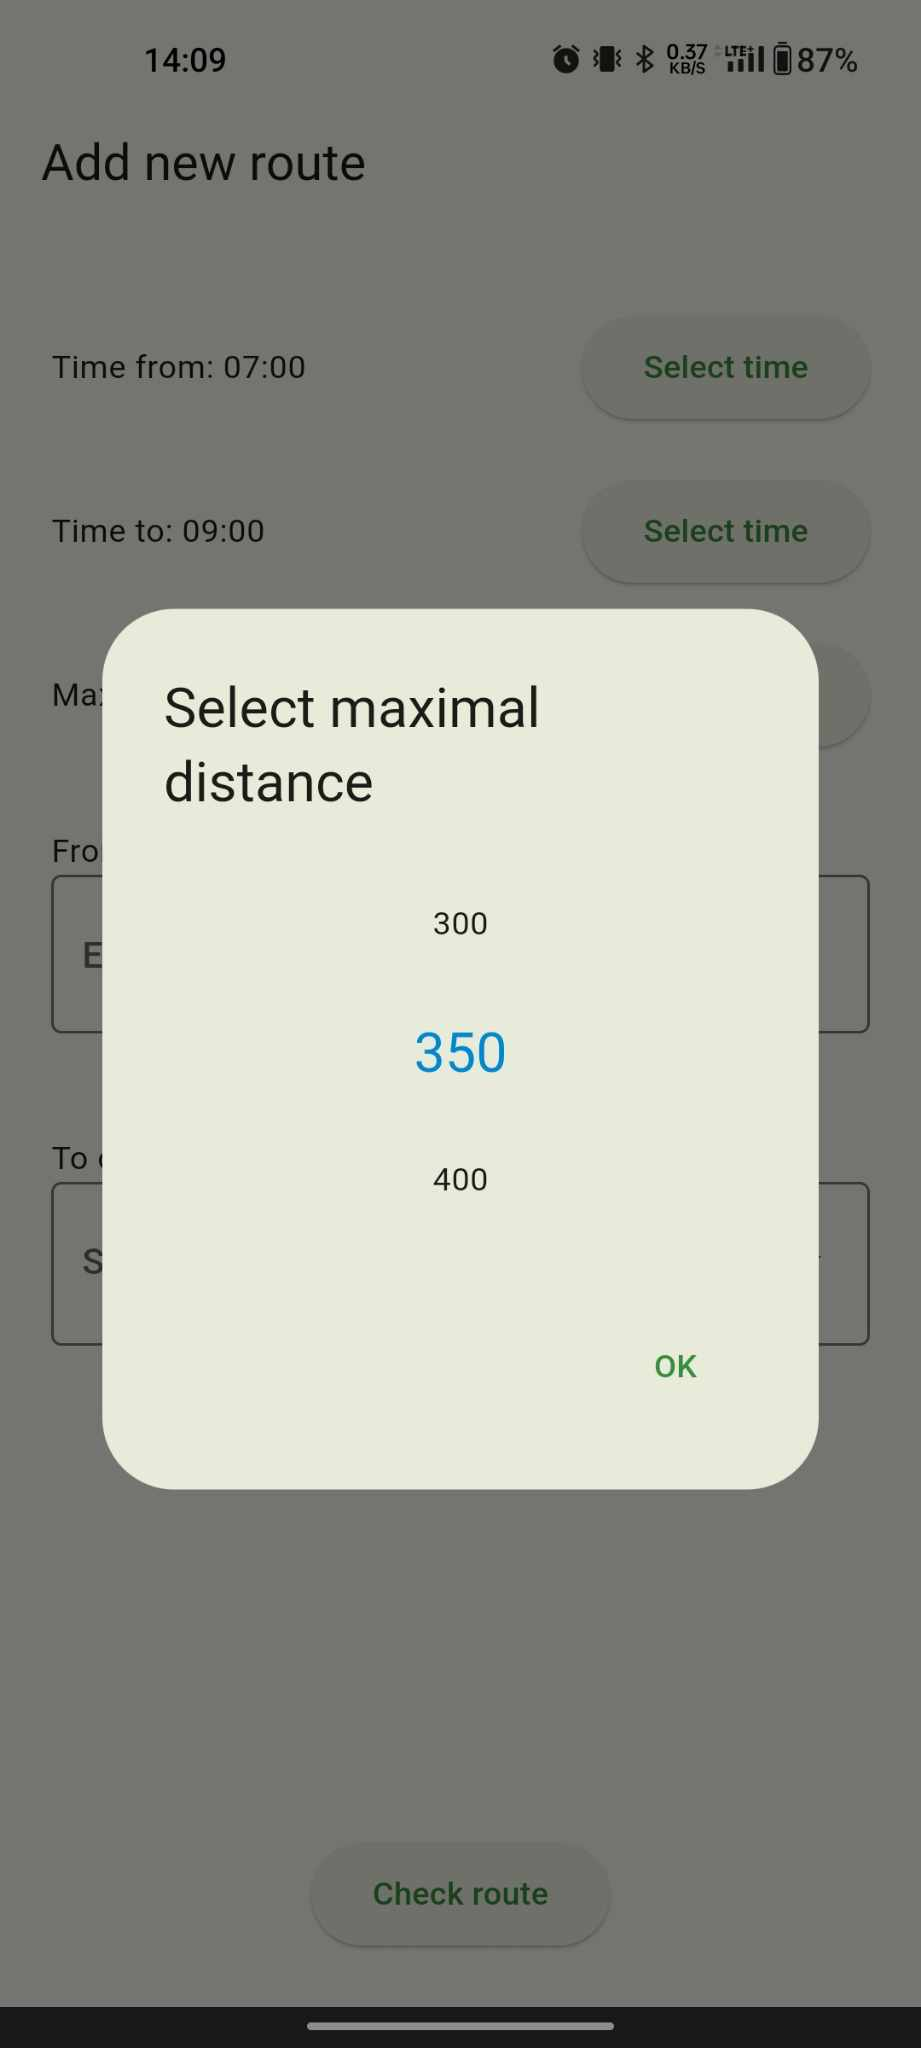 14:09
0.37
KB/S
LTE+
87%
Add new route
Time from: 07:00
Select time
Time to: 09:00
Select time
Select maximal
distance
300
350
400
OK
Check route